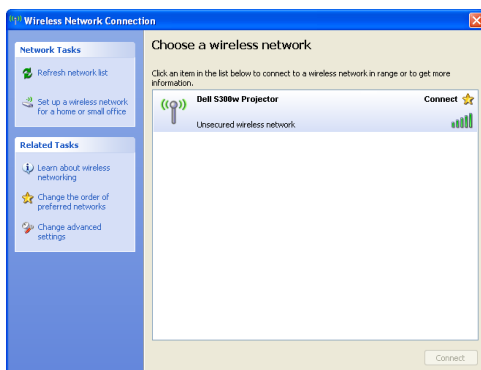 Wireless Network Connection
Network Tasks
Refresh network list
Set up a wireless network
for a home or small office
Related Tasks
Learn about wireless
networking
Change the order of
preferred networks
Change advanced
settings
Choose a wireless network
Click an item in the list below to connect to a wireless network in range or to get more
information.
Dell S300w Projector
Connect
Unsecured wireless network
Connect